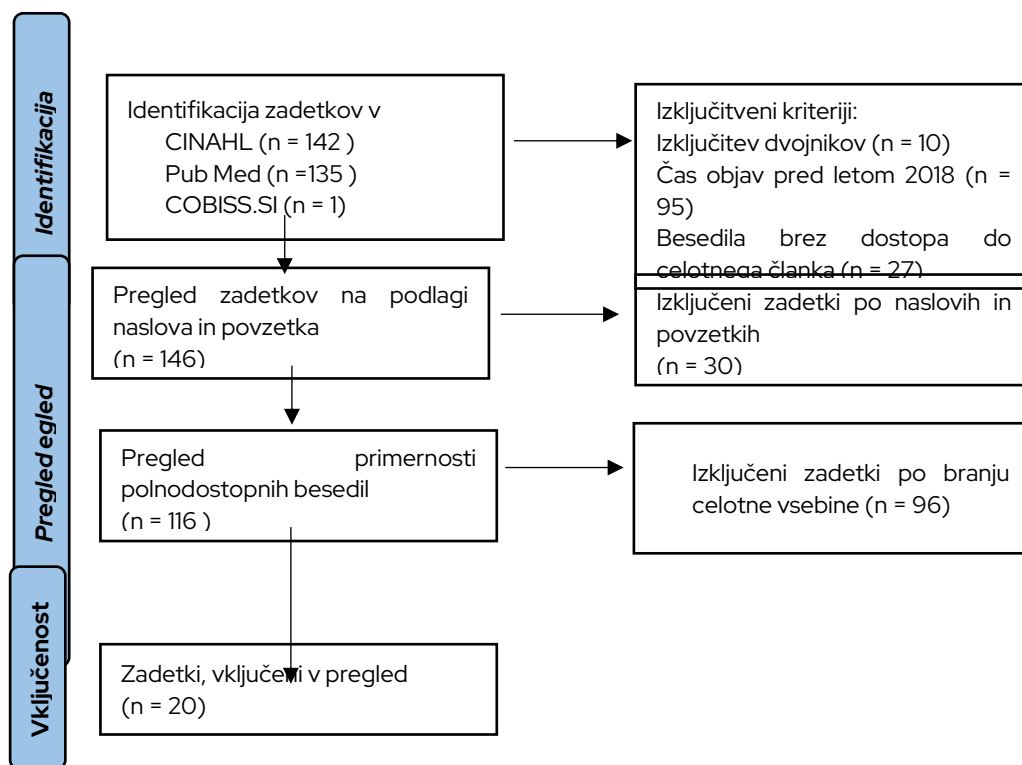 Identifikacija
Identifikacija zadetkov v
CINAHL (n = 142 )
Pub Med (n =135 )
COBISS.SI (n = 1)
Izključitveni kriteriji:
Izključitev dvojnikov (n = 10)
Čas objav pred letom 2018 (n =
95)
Besedila brez dostopa do
celotnega članka (n = 27)
Pregled egled
Pregled zadetkov na podlagi
naslova in povzetka
(n = 146)
Izključeni zadetki po naslovih in
povzetkih
(n = 30)
Pregled primernosti
polnodostopnih besedil
(n = 116 )
Izključeni zadetki po branju
celotne vsebine (n = 96)
Vključenost
Zadetki, vključeni v pregled
(n = 20)